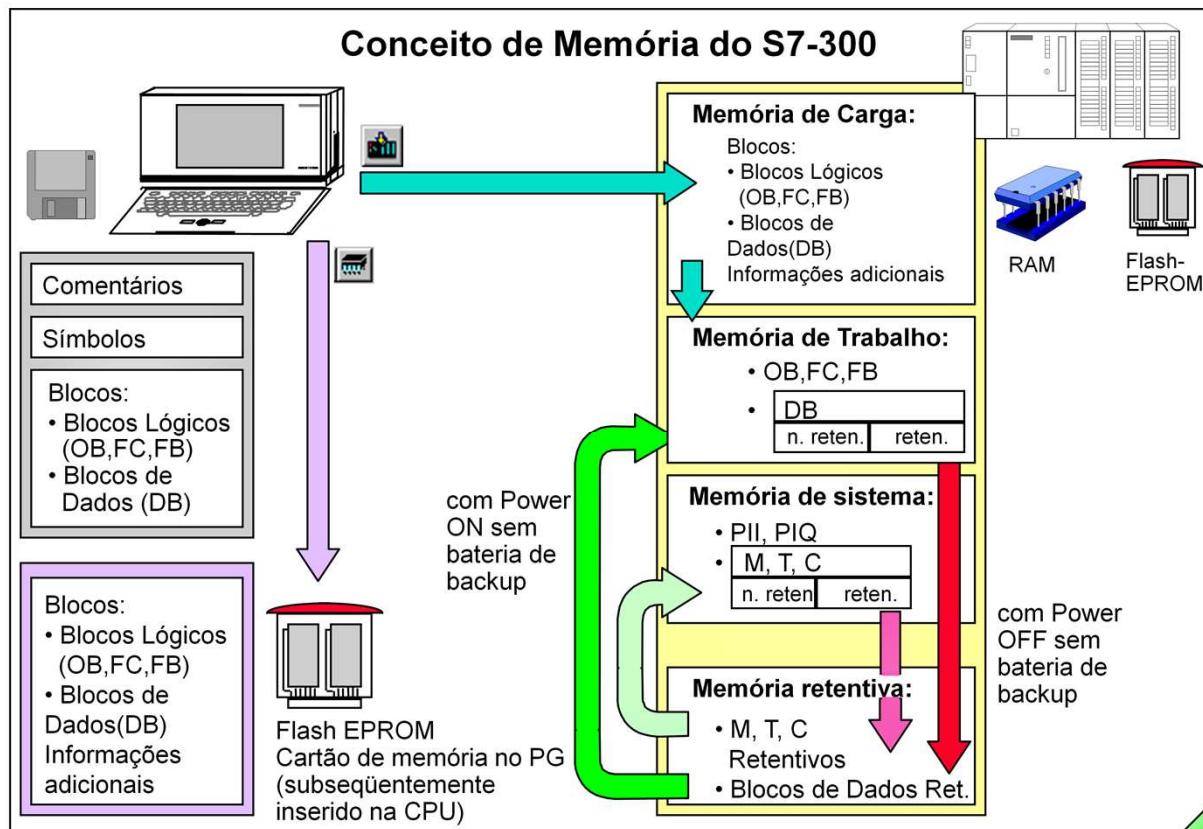 Conceito de Memória do S7-300
Comentários
Símbolos
Blocos:
• Blocos Lógicos
(OB,FC,FB)
• Blocos de
Dados (DB)
Blocos:
• Blocos Lógicos
(OB,FC,FB)
• Blocos de
Dados(DB)
Informações
adicionais
Flash EPROM
Cartão de memória no PG
(subseqüentemente
inserido na CPU)
com Power
ON sem
bateria de
backup
Memória de Carga:
Blocos:
• Blocos Lógicos
(OB,FC,FB)
• Blocos de
Dados(DB)
Informações adicionais
Memória de Trabalho:
• OB,FC,FB
• DB
n. reten. reten.
Memória de sistema:
• PII, PIQ
• M, T, C
n. reten reten.
Memória retentiva:
• M, T, C
Retentivos
• Blocos de Dados Ret.
RAM
Flash-
EPROM
com Power
OFF sem
bateria de
backup